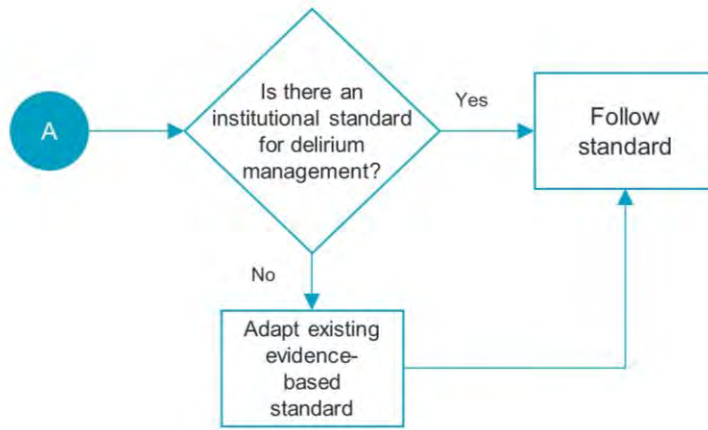 A
Is there an
institutional standard
for delirium
management?
Yes
Follow
standard
No
Adapt existing
evidence-
based
standard